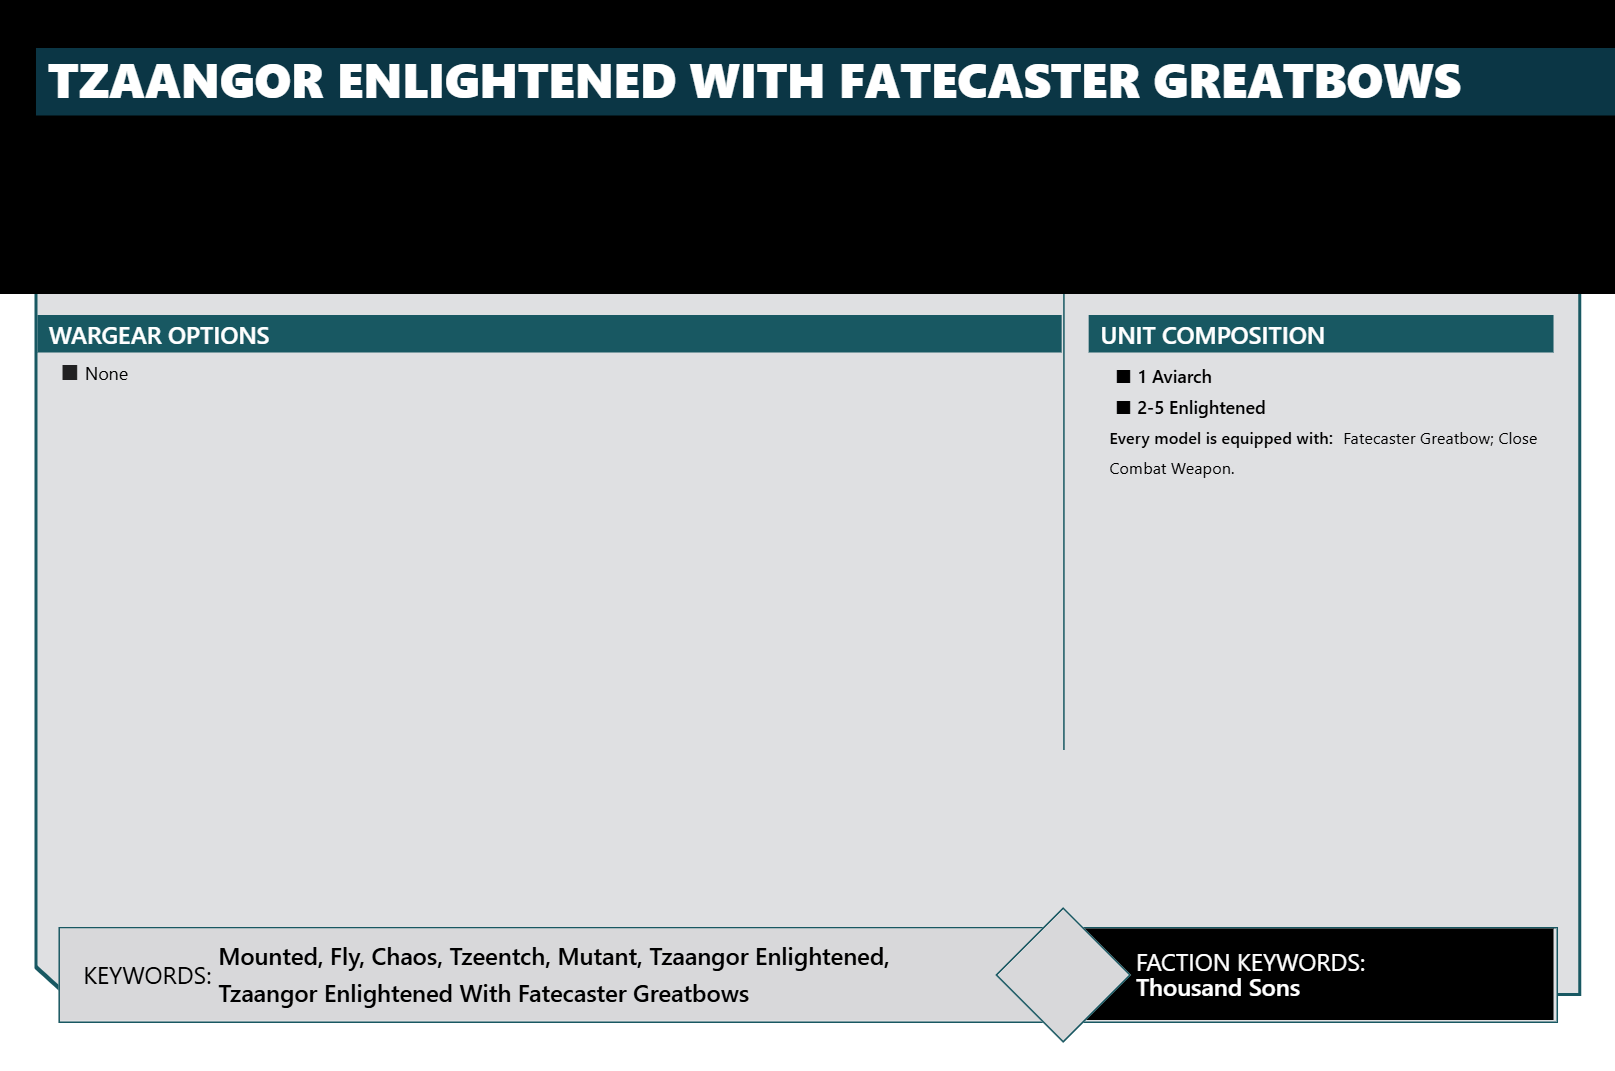 TZAANGOR ENLIGHTENED WITH FATECASTER GREATBOWS
WARGEAR OPTIONS
■ None
UNIT COMPOSITION
■ 1 Aviarch
■ 2-5 Enlightened
Every model is equipped with: Fatecaster Greatbow; Close
Combat Weapon.
KEYWORDS:
Mounted, Fly, Chaos, Tzeentch, Mutant, Tzaangor Enlightened,
Tzaangor Enlightened With Fatecaster Greatbows
FACTION KEYWORDS:
Thousand Sons